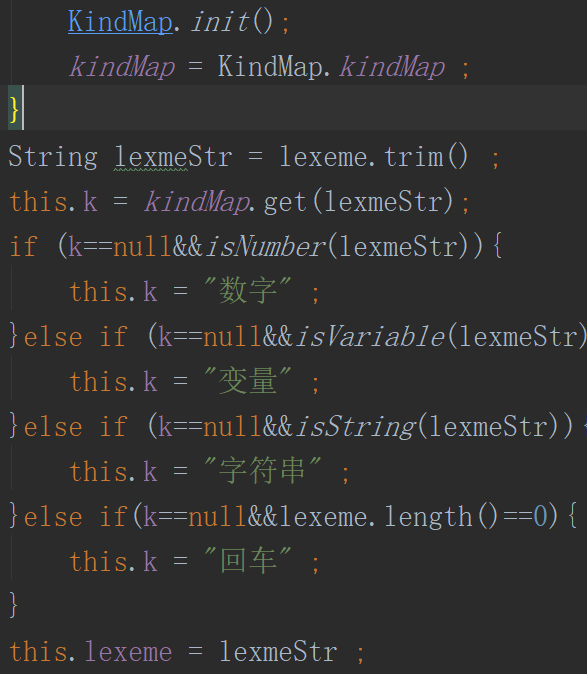 KindMap.init();
kindMap = KindMap.kindMap ;
}
String lexmeStr = lexeme.trim() ;
this.k = kindMap.get(lexmeStr);
if (k==null&&isNumber(lexmeStr)){
this.k = "数字" ;
}else if (k==null&&isVariable(lexmeStr)
this.k = "变量" ;
}else if (k==null&&isString(lexmeStr)){
this.k = "字符串" ;
}else if(k==null&&lexeme.length()==0){
this.k = "回车" ;
}
this.lexeme = lexmeStr ;